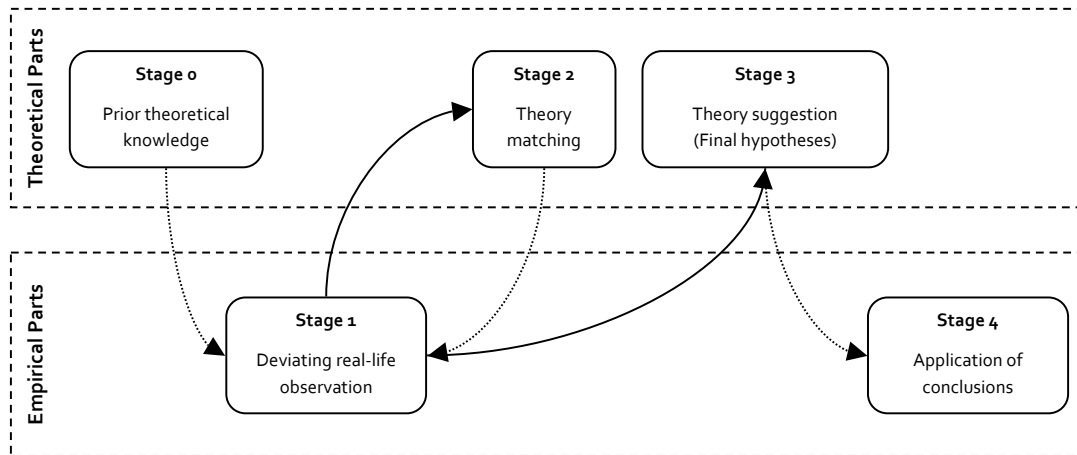 Theoretical Parts
Stage 0
Prior theoretical
knowledge
Stage 2
Theory
matching
Stage 3
Theory suggestion
(Final hypotheses)
Empirical Parts
Stage 1
Deviating real-life
observation
Stage 4
Application of
conclusions